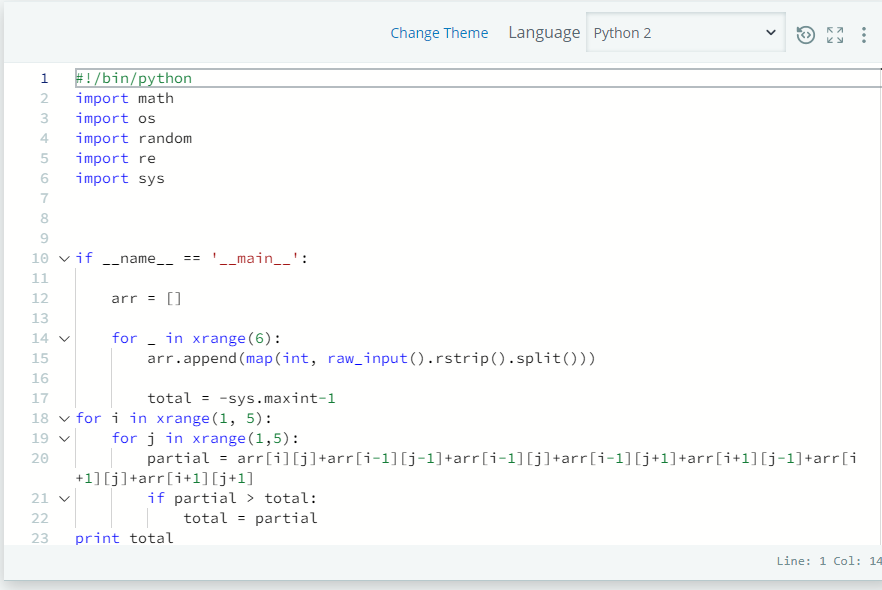 Change Theme Language Python 2
1 #!/bin/python
2 import math
3 import os
4 import random
5 import re
6 import sys
7
8
9
10 if __name__ == '__main__':
11
12 arr = []
13
14 for _ in xrange(6):
15 arr.append(map(int, raw_input().rstrip().split()))
16
17 total = -sys.maxint-1
18 for i in xrange(1, 5):
19 for j in xrange(1,5):
20 partial = arr[i][j]+arr[i-1][j-1]+arr[i-1][j]+arr[i-1][j+1]+arr[i+1][j-1]+arr[i
+1][j]+arr[i+1][j+1]
21 if partial > total:
22 total = partial
23 print total
Line: 1 Col: 14